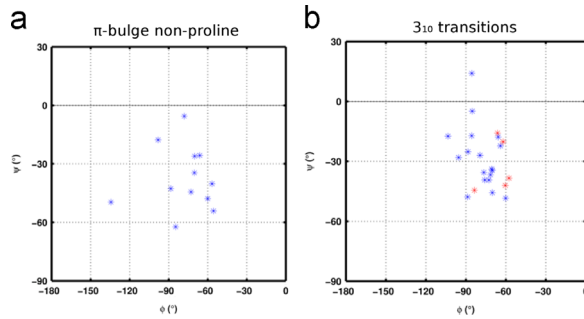 a
π-bulge non-proline
30
0
-30
-60
-90
ψ (°)
-180 -150 -120 -90 -60 -30 0
ϕ (°)
b
3₁₀ transitions
30
0
-30
-60
-90
ψ (°)
-180 -150 -120 -90 -60 -30 0
ϕ (°)